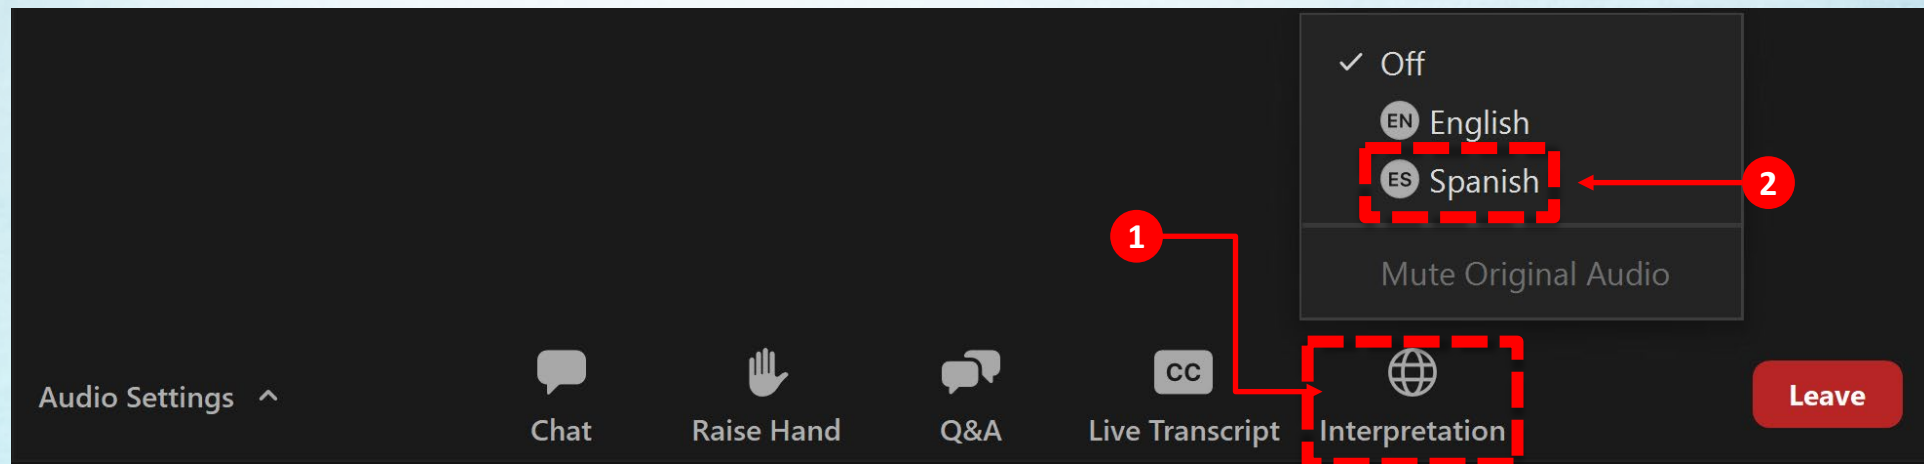 Off
EN English
ES Spanish
2
1
Mute Original Audio
CC
Audio Settings
Chat
Raise Hand
Q&A
Live Transcript
Interpretation
Leave